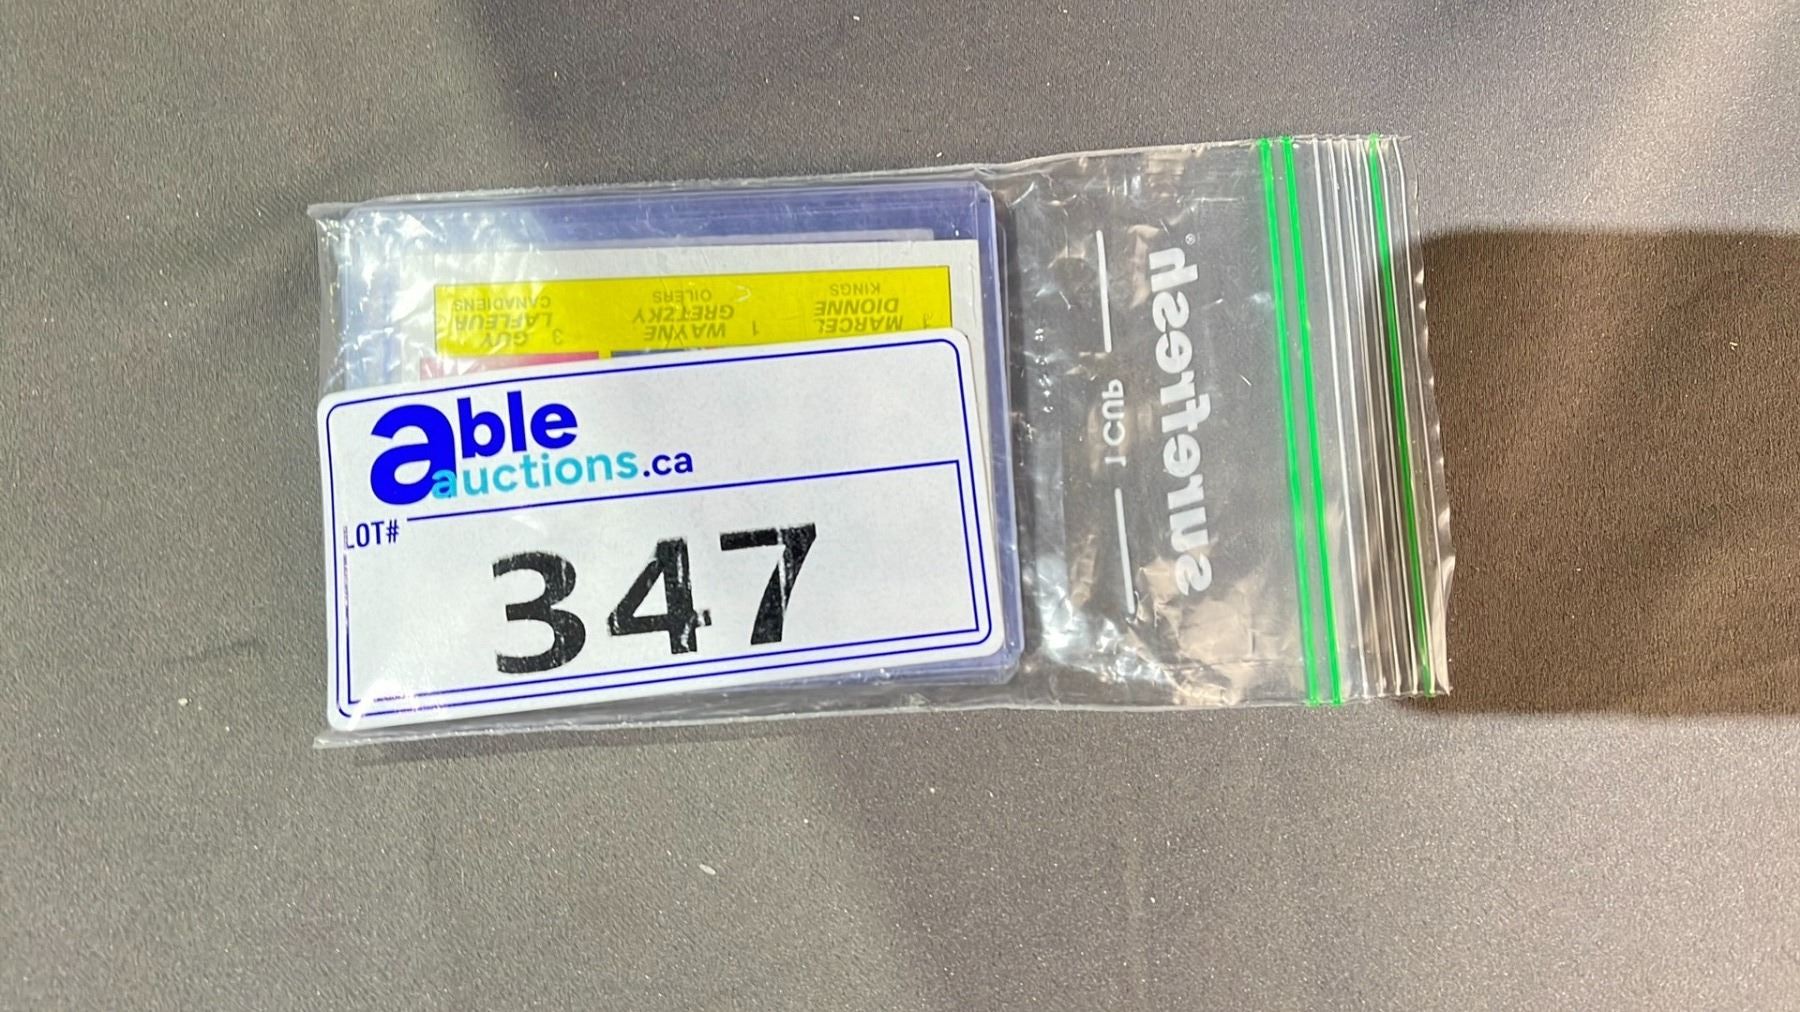 able
auctions.ca
LOT#
347
1 MARCEL DIONNE KINGS
1 WAYNE GRETZKY OILERS
3 GUY LAFLEUR CANADIENS
1 CUP
surefresh®